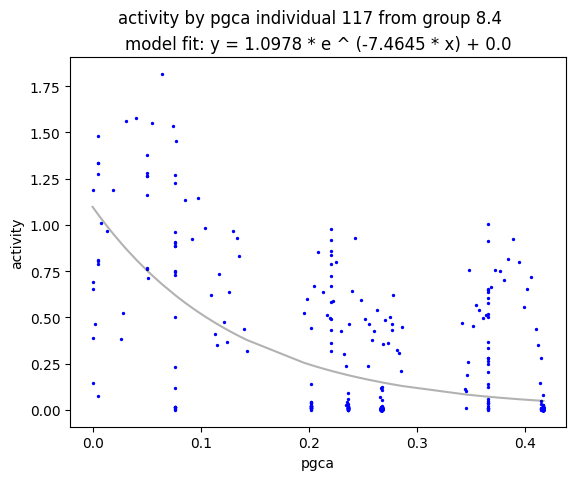 activity by pgca individual 117 from group 8.4
model fit: y = 1.0978 * e ^ (-7.4645 * x) + 0.0
1.75
1.50
1.25
1.00
0.75
0.50
0.25
0.00
activity
0.0 0.1 0.2 0.3 0.4
pgca